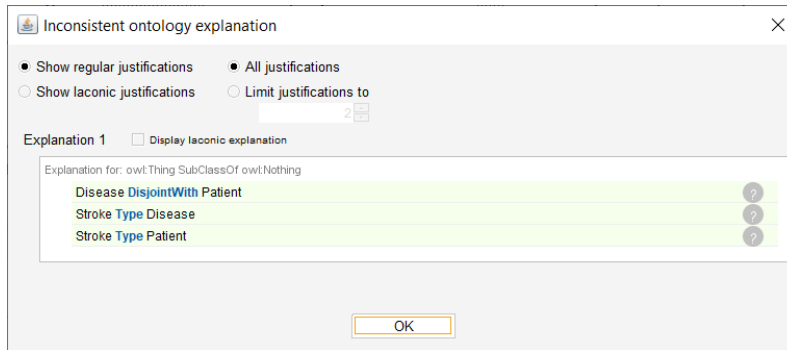 Inconsistent ontology explanation
Show regular justifications All justifications
Show laconic justifications Limit justifications to
2
Explanation 1 Display laconic explanation
Explanation for: owl:Thing SubClassOf owl:Nothing
Disease DisjointWith Patient ?
Stroke Type Disease ?
Stroke Type Patient ?
OK